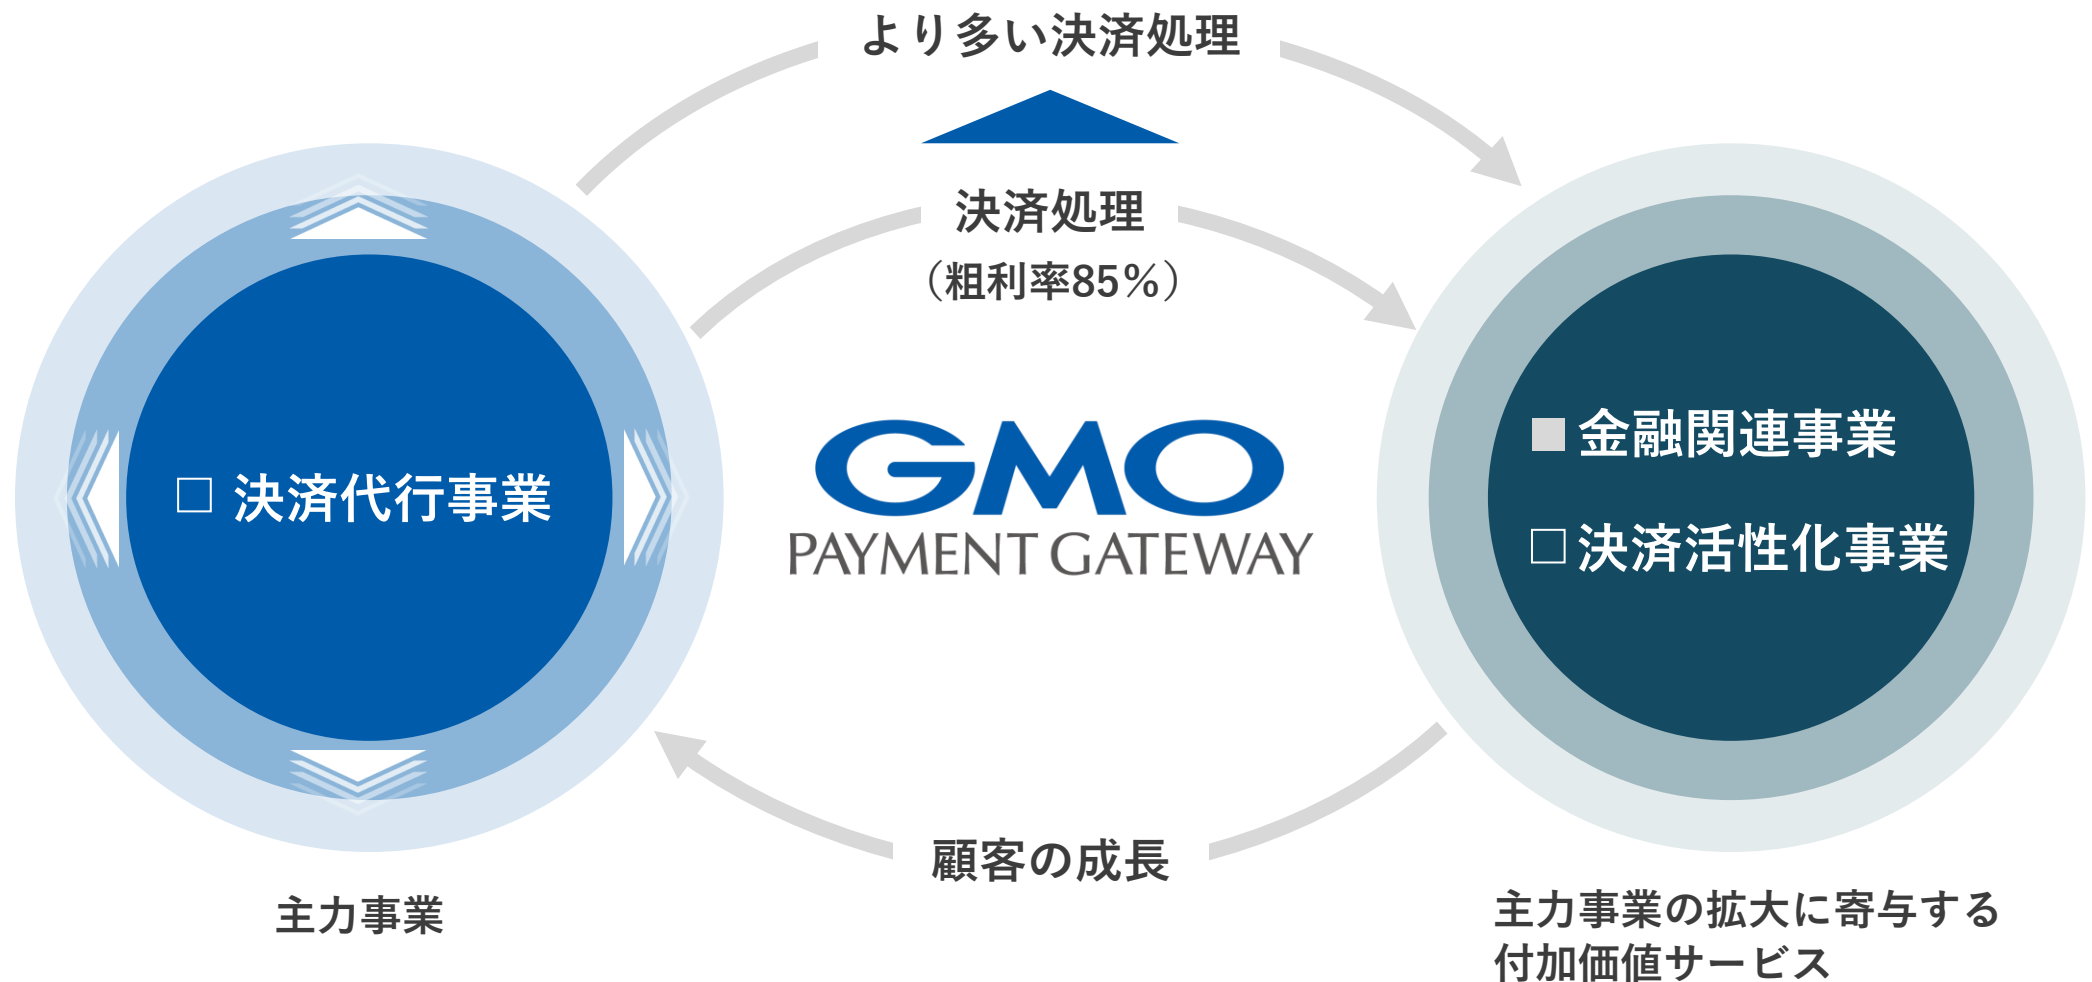 より多い決済処理
決済処理
（粗利率85％）
□ 決済代行事業
GMO
PAYMENT GATEWAY
■ 金融関連事業
□ 決済活性化事業
顧客の成長
主力事業
主力事業の拡大に寄与する
付加価値サービス